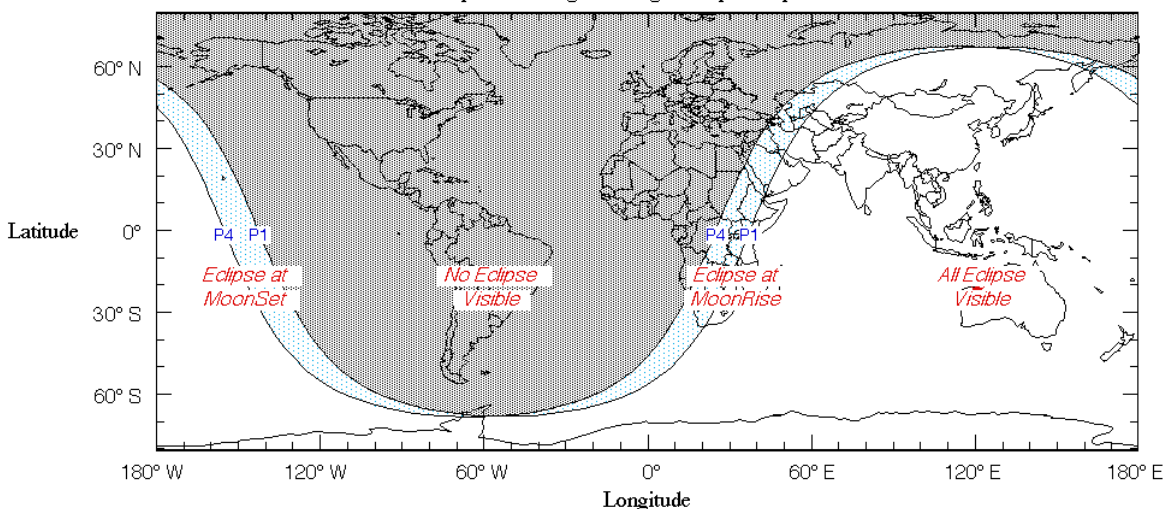 60° N
30° N
Latitude
0°
30° S
60° S
P4 P1
P4 P1
Eclipse at
MoonSet
No Eclipse
Visible
Eclipse at
MoonRise
All Eclipse
Visible
180° W
120° W
60° W
0°
60° E
120° E
180° E
Longitude